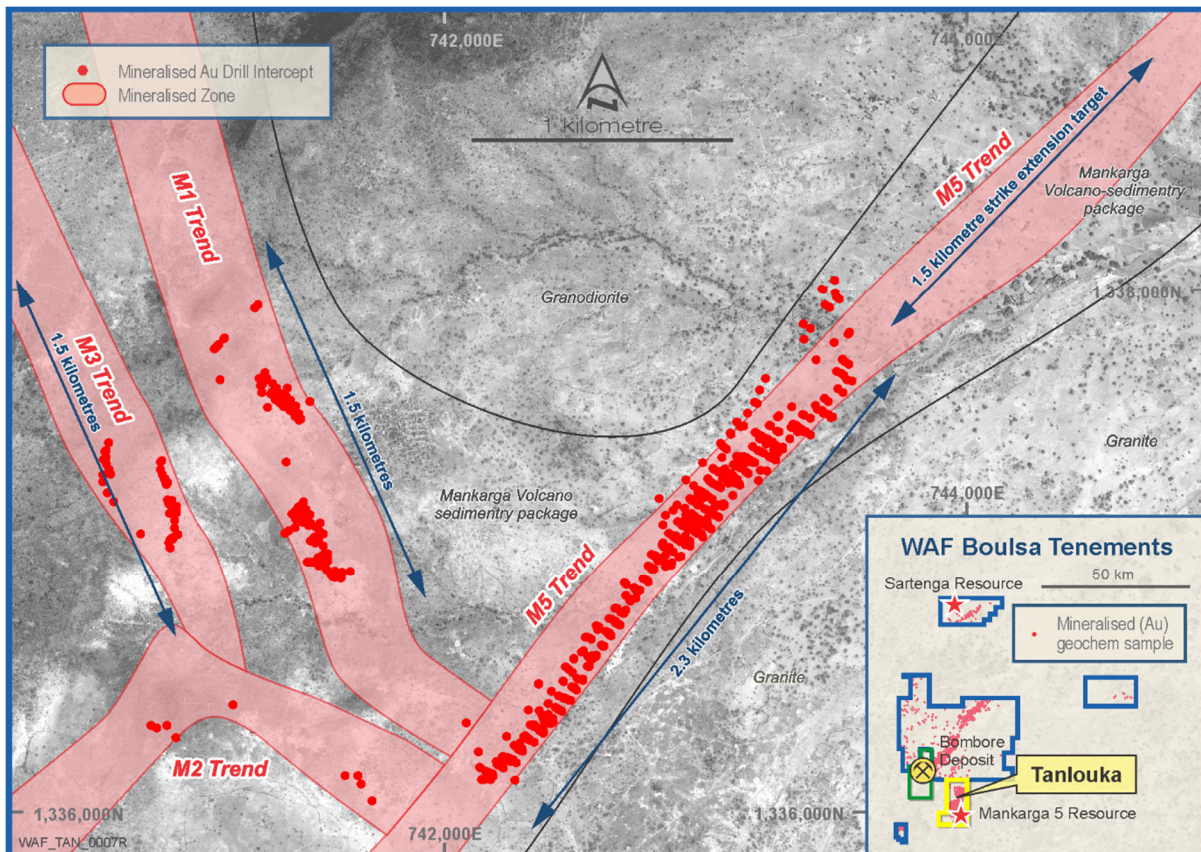 742,000E
744,000E
Mineralised Au Drill Intercept
Mineralised Zone
N
1 kilometre
M5 Trend
1.5 kilometre strike extension target
Mankarga
Volcano-sedimentry
package
M1 Trend
Granodiorite
1,338,000N
1,338,000N
M3 Trend
1.5 kilometres
1.5 kilometres
Granite
Mankarga Volcano
sedimentry package
744,000E
M5 Trend
2.3 kilometres
Granite
M2 Trend
1,336,000N
742,000E
1,336,000N
WAF_TAN_0007R
WAF Boulsa Tenements
Sartenga Resource
50 km
Mineralised (Au)
geochem sample
Bombore
Deposit
Tanlouka
Mankarga 5 Resource